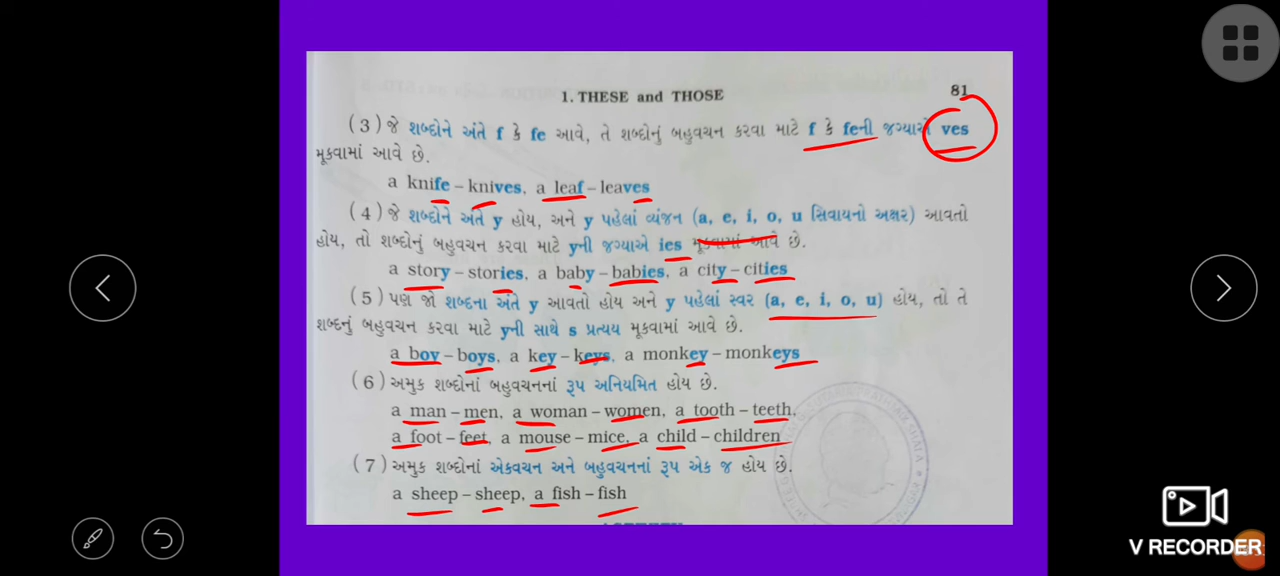 1. THESE and THOSE 81
(3) જે શબ્દોને અંતે f કે fe આવે, તે શબ્દોનું બહુવચન કરવા માટે f કે feની જગ્યાએ ves
મૂકવામાં આવે છે.
a knife – knives, a leaf – leaves
(4) જે શબ્દોને અંતે y હોય, અને y પહેલાં વ્યંજન (a, e, i, o, u સિવાયનો અક્ષર) આવતો
હોય, તો શબ્દોનું બહુવચન કરવા માટે yની જગ્યાએ ies મૂકવામાં આવે છે.
a story – stories, a baby – babies, a city – cities
(5) પણ જો શબ્દના અંતે y આવતો હોય અને y પહેલાં સ્વર (a, e, i, o, u) હોય, તો તે
શબ્દનું બહુવચન કરવા માટે yની સાથે s પ્રત્યય મૂકવામાં આવે છે.
a boy – boys, a key – keys, a monkey – monkeys
(6) અમુક શબ્દોનાં બહુવચનનાં રૂપ અનિયમિત હોય છે.
a man – men, a woman – women, a tooth – teeth,
a foot – feet, a mouse – mice, a child – children
(7) અમુક શબ્દોનાં એકવચન અને બહુવચનનાં રૂપ એક જ હોય છે.
a sheep – sheep, a fish – fish
V RECORDER